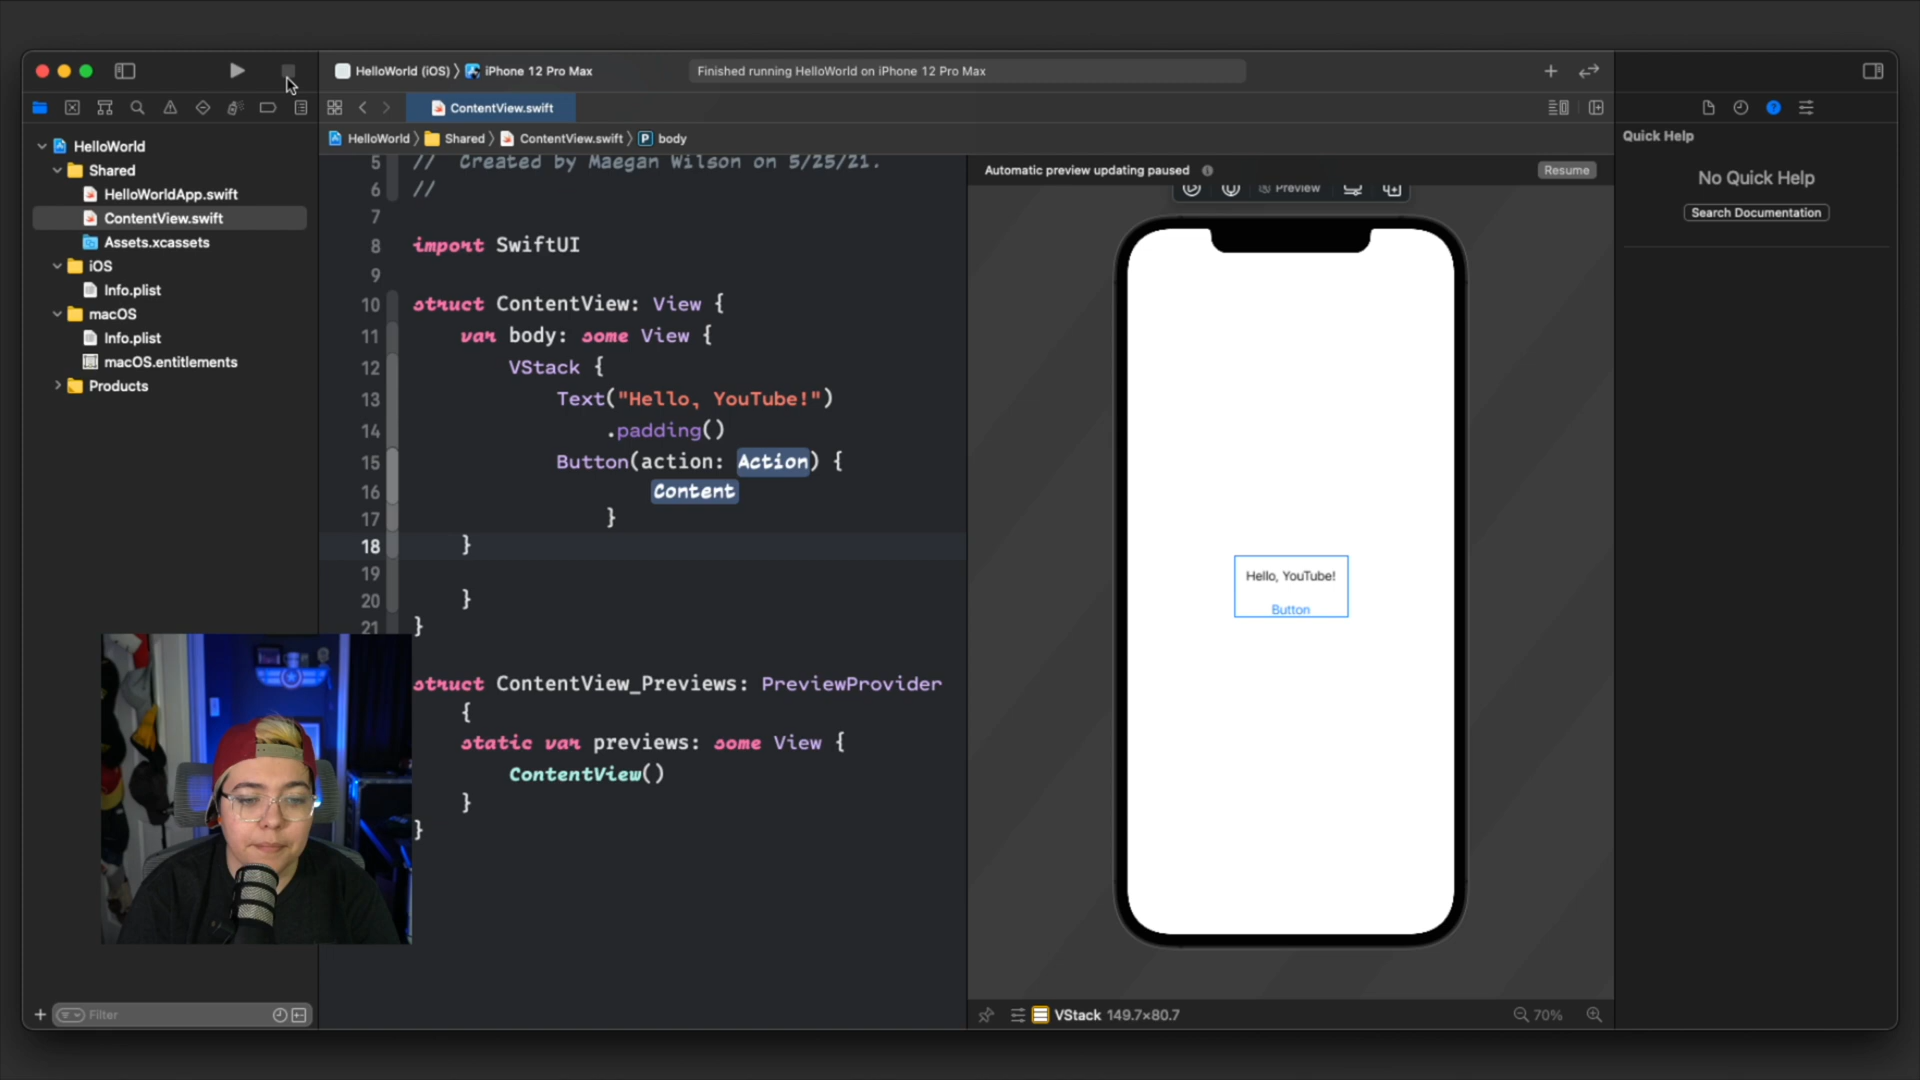 HelloWorld (iOS) 〉 iPhone 12 Pro Max
Finished running HelloWorld on iPhone 12 Pro Max
ContentView.swift
HelloWorld 〉 Shared 〉 ContentView.swift 〉 P body
HelloWorld
Shared
HelloWorldApp.swift
ContentView.swift
Assets.xcassets
iOS
Info.plist
macOS
Info.plist
macOS.entitlements
Products
Filter
5 // Created by Maegan Wilson on 5/25/21.
6 //
7
8 import SwiftUI
9
10 struct ContentView: View {
11 var body: some View {
12 VStack {
13 Text("Hello, YouTube!")
14 .padding()
15 Button(action: Action) {
16 Content
17 }
18 }
19
20 }
21 }
struct ContentView_Previews: PreviewProvider
{
static var previews: some View {
ContentView()
}
}
Automatic preview updating paused
Resume
Preview
Hello, YouTube!
Button
VStack 149.7×80.7
70%
Quick Help
No Quick Help
Search Documentation